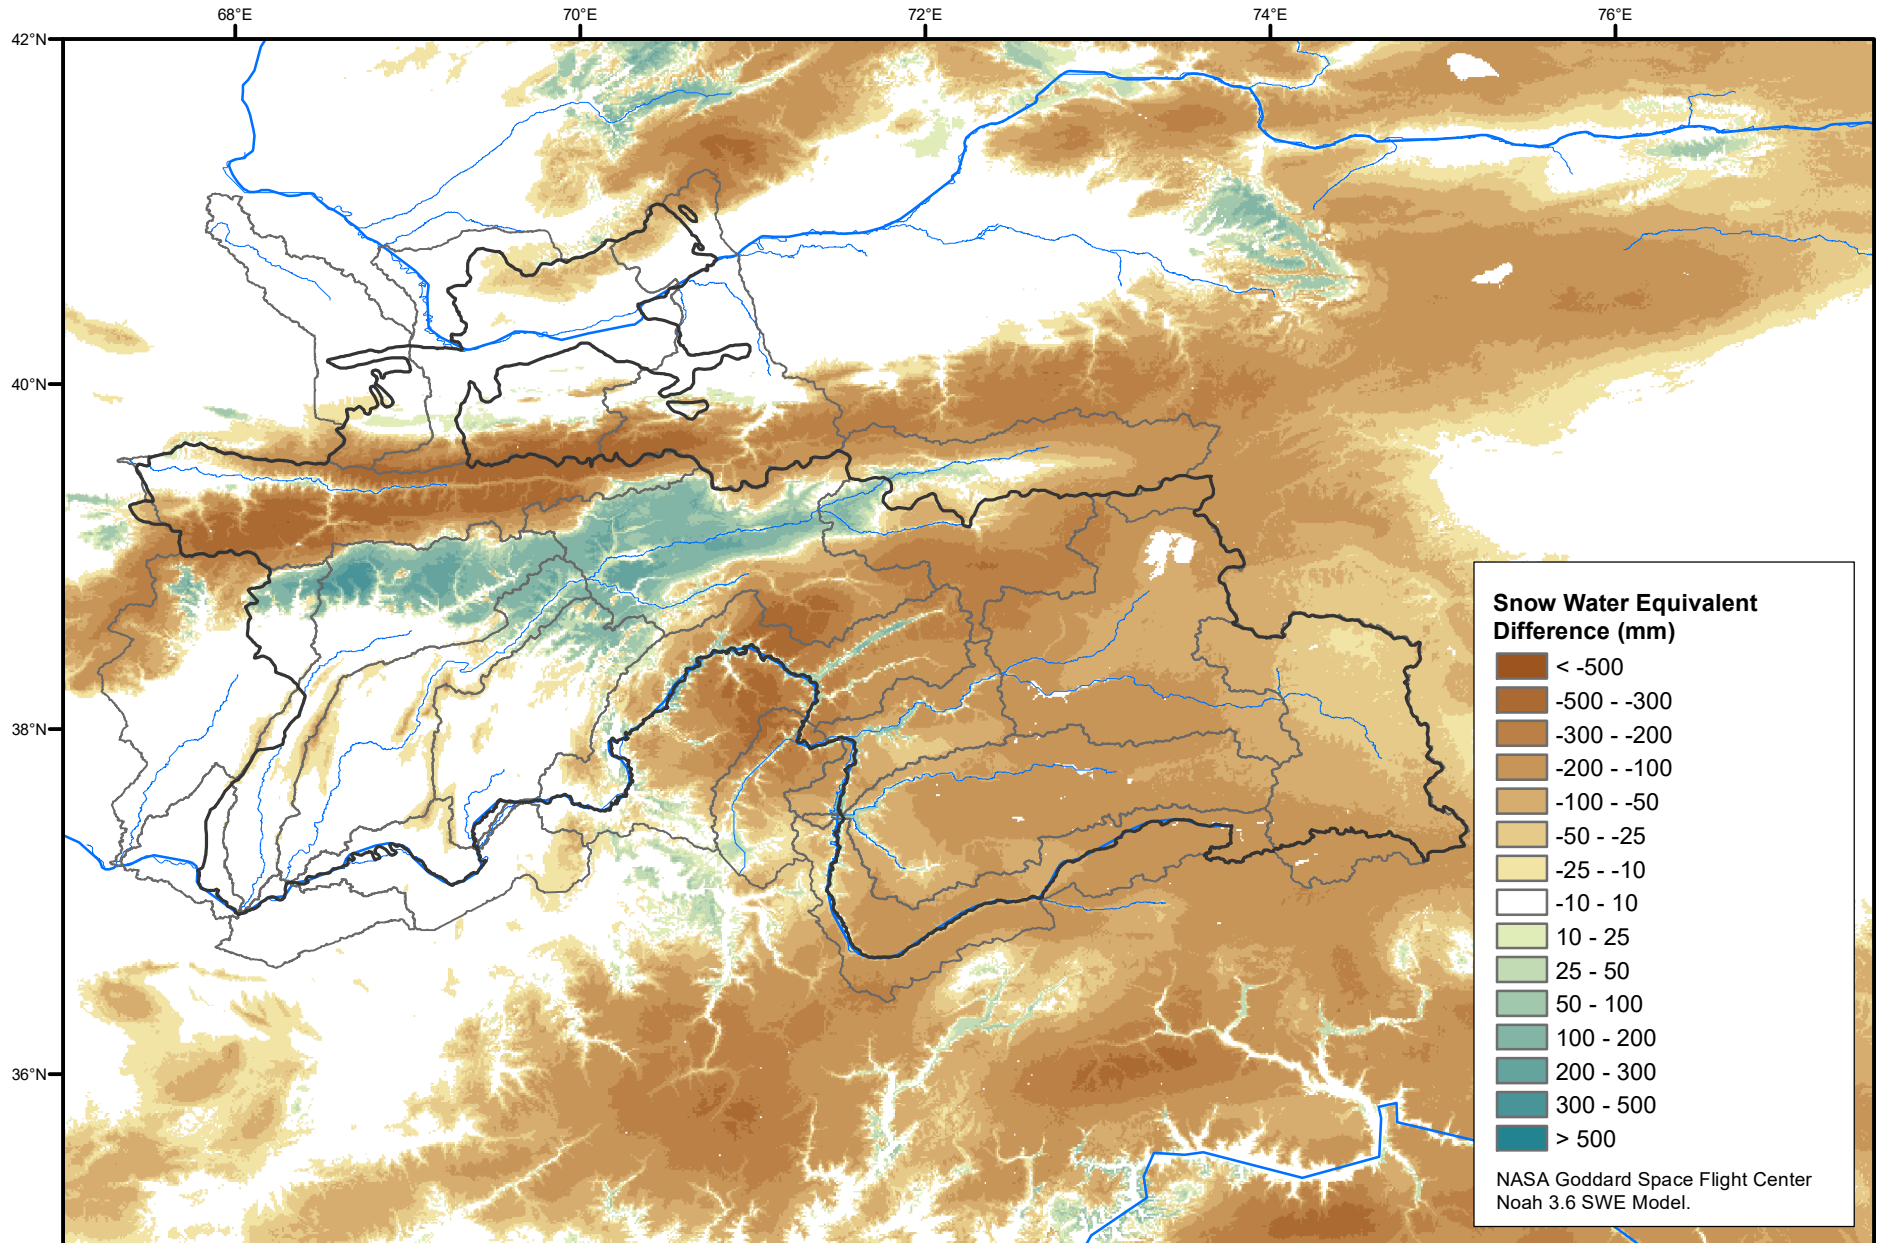 68°E 70°E 72°E 74°E 76°E
42°N
40°N
38°N
36°N
Snow Water Equivalent
Difference (mm)
< -500
-500 - -300
-300 - -200
-200 - -100
-100 - -50
-50 - -25
-25 - -10
-10 - 10
10 - 25
25 - 50
50 - 100
100 - 200
200 - 300
300 - 500
> 500
NASA Goddard Space Flight Center
Noah 3.6 SWE Model.